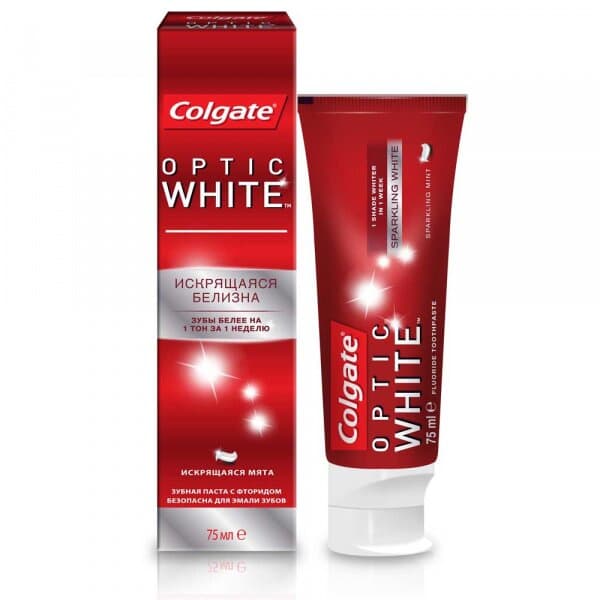 Colgate®
OPTIC
WHITE™
ИСКРЯЩАЯСЯ
БЕЛИЗНА
ЗУБЫ БЕЛЕЕ НА
1 ТОН ЗА 1 НЕДЕЛЮ
ИСКРЯЩАЯСЯ МЯТА
ЗУБНАЯ ПАСТА С ФТОРИДОМ
БЕЗОПАСНА ДЛЯ ЭМАЛИ ЗУБОВ
75 мл e
Colgate®
OPTIC
WHITE™
75 ml e
FLUORIDE TOOTHPASTE
1 SHADE WHITER
IN 1 WEEK
SPARKLING WHITE
SPARKLING MINT